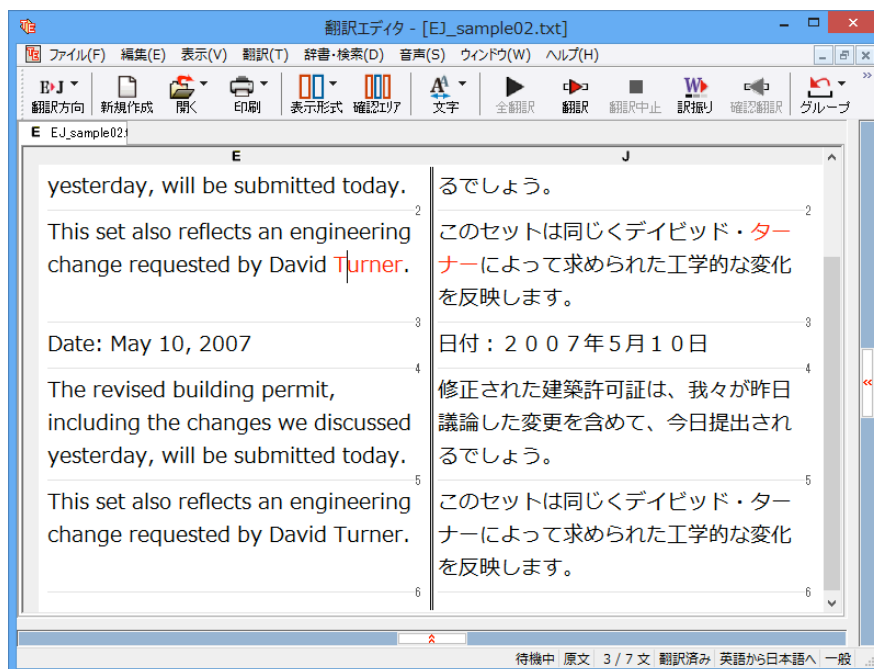 翻訳エディタ - [EJ_sample02.txt]
ファイル(F) 編集(E) 表示(V) 翻訳(T) 辞書・検索(D) 音声(S) ウィンドウ(W) ヘルプ(H)
翻訳方向 新規作成 開く 印刷 表示形式 確認エリア 文字 全翻訳 翻訳 翻訳中止 訳振り 確認翻訳 グループ
E EJ_sample02.t
E J
yesterday, will be submitted today.
るでしょう。
2 2
This set also reflects an engineering
change requested by David Turner.
このセットは同じくデイビッド・ター
ナーによって求められた工学的な変化
を反映します。
3 3
Date: May 10, 2007
日付：２００７年５月１０日
4 4
The revised building permit,
including the changes we discussed
yesterday, will be submitted today.
修正された建築許可証は、我々が昨日
議論した変更を含めて、今日提出され
るでしょう。
5 5
This set also reflects an engineering
change requested by David Turner.
このセットは同じくデイビッド・ター
ナーによって求められた工学的な変化
を反映します。
6 6
待機中 原文 3 / 7 文 翻訳済み 英語から日本語へ 一般